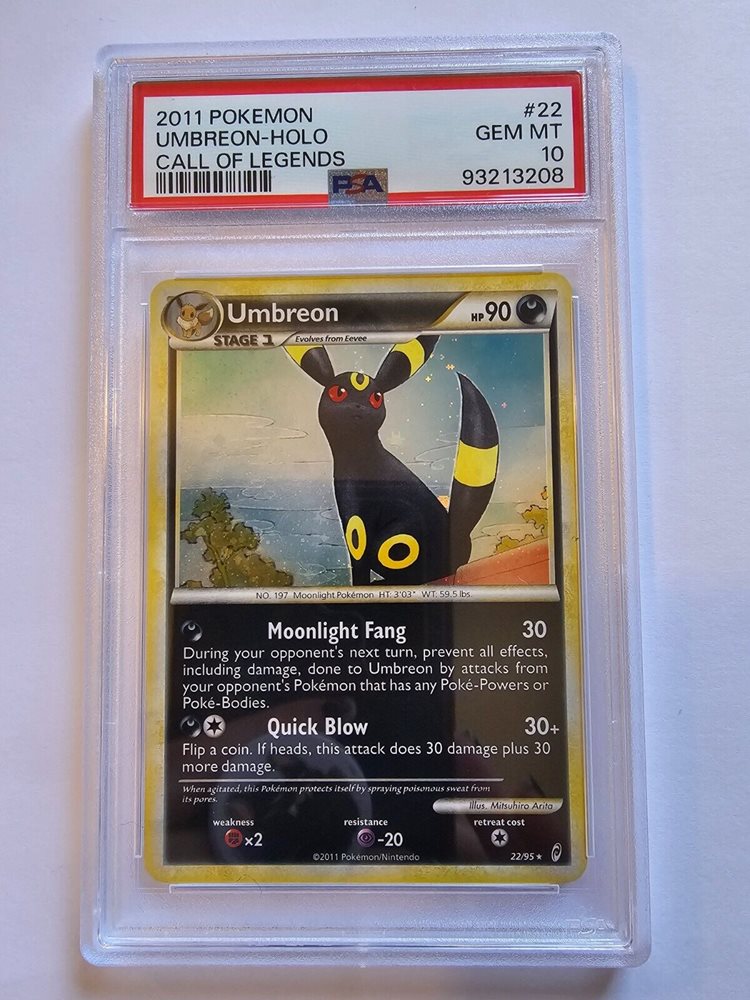 2011 POKEMON #22
UMBREON-HOLO GEM MT
CALL OF LEGENDS 10
PSA 93213208
Umbreon HP 90
STAGE 1 Evolves from Eevee
NO. 197 Moonlight Pokémon HT: 3'03" WT: 59.5 lbs.
Moonlight Fang 30
During your opponent's next turn, prevent all effects,
including damage, done to Umbreon by attacks from
your opponent's Pokémon that has any Poké-Powers or
Poké-Bodies.
Quick Blow 30+
Flip a coin. If heads, this attack does 30 damage plus 30
more damage.
When agitated, this Pokémon protects itself by spraying poisonous sweat from
its pores.
Illus. Mitsuhiro Arita
weakness resistance retreat cost
×2 -20
©2011 Pokémon/Nintendo 22/95 ★
PSA